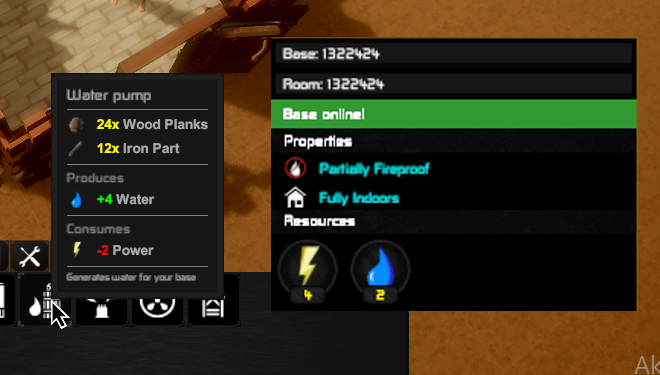 Base: 1322424
Room: 1322424
Base online!
Properties
Partially Fireproof
Fully Indoors
Resources
4
2
Water pump
24x Wood Planks
12x Iron Part
Produces
+4 Water
Consumes
-2 Power
Generates water for your base
Ak